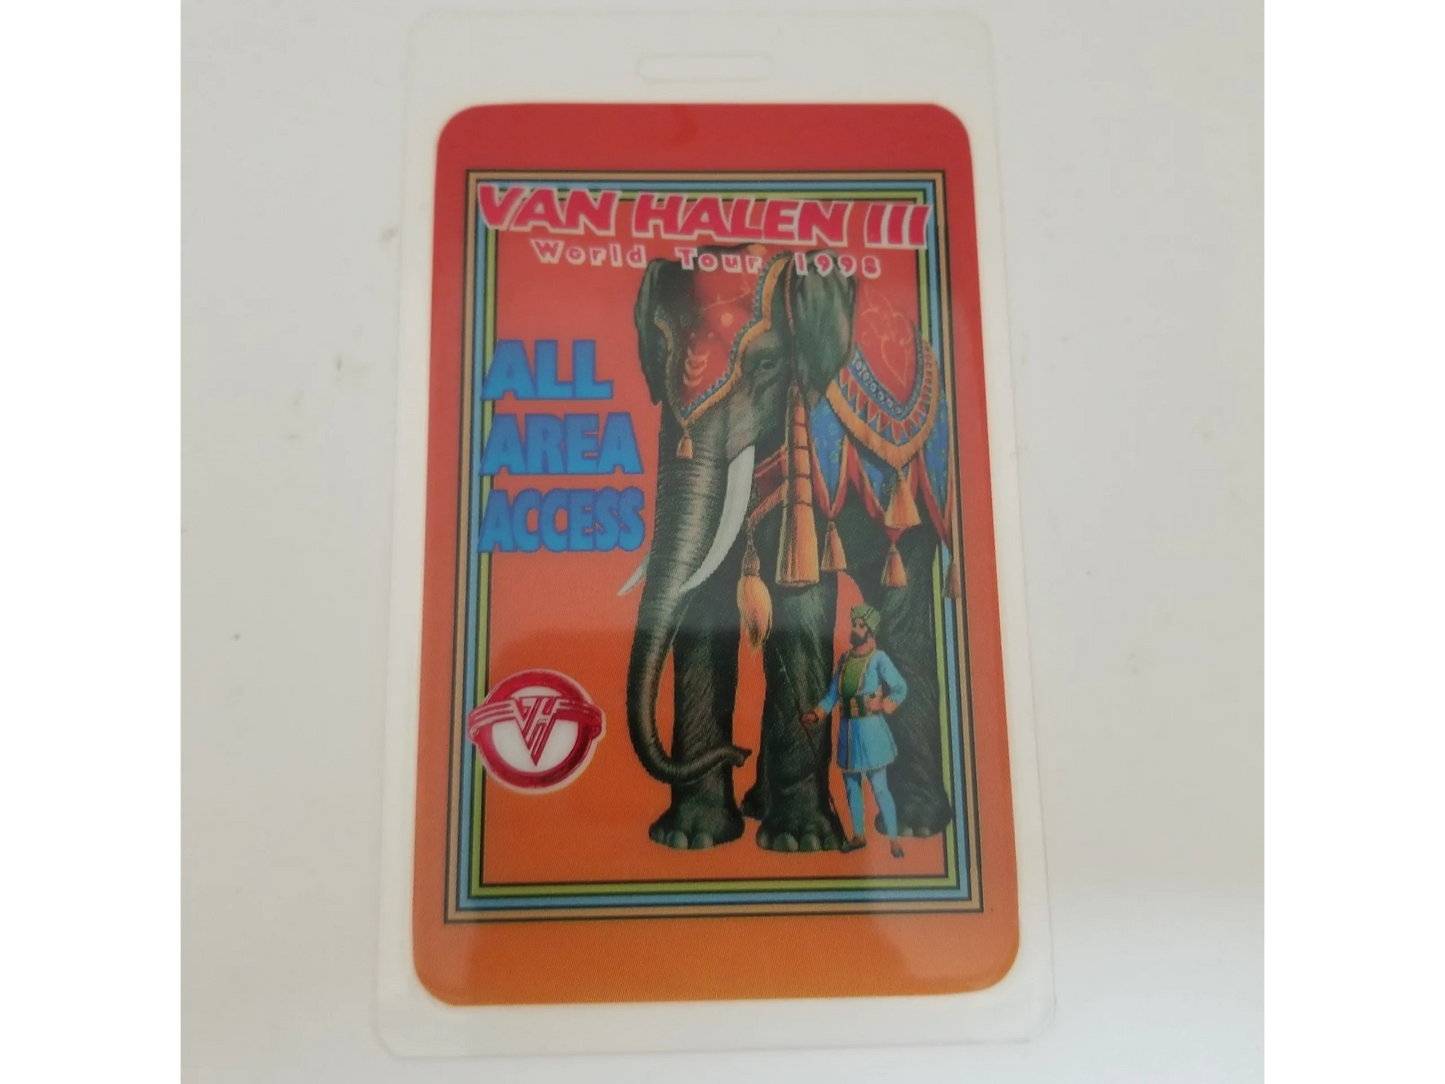 VAN HALEN III
World Tour 1998
ALL
AREA
ACCESS
VH